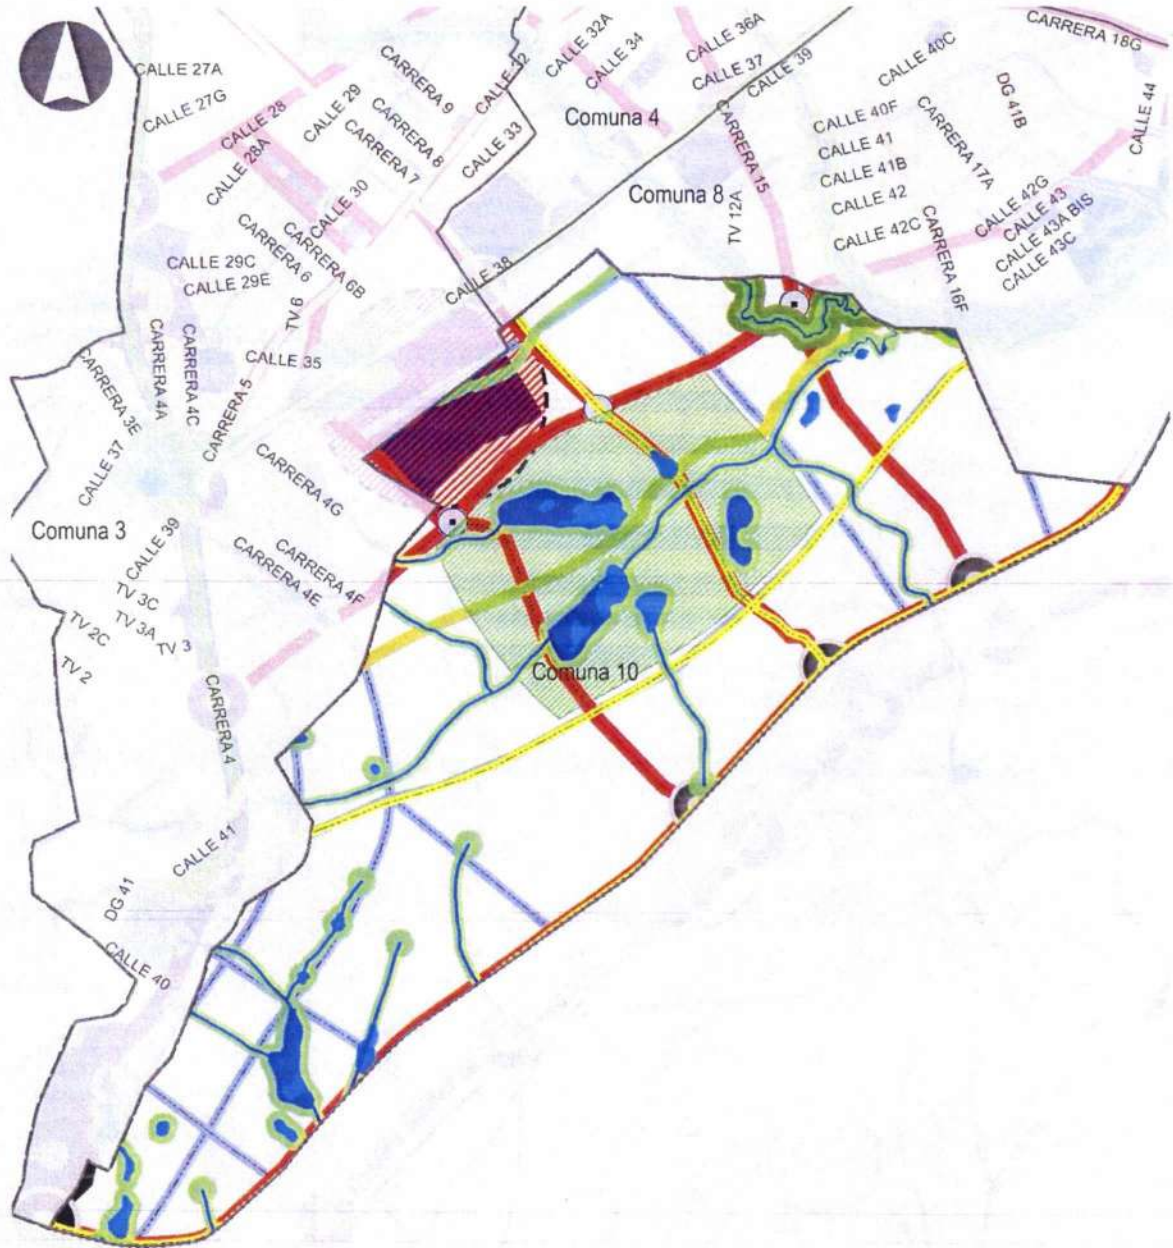 CARRERA 18G
CALLE 32A
CALLE 34
CALLE 36A
CALLE 37
CALLE 39
CALLE 40C
CALLE 27A
CALLE 27G
CALLE 28
CALLE 28A
CALLE 29
CARRERA 9
CARRERA 8
CARRERA 7
CALLE 33
CALLE 30
Comuna 4
Comuna 8
CARRERA 15
TV 12A
CALLE 40F
CALLE 41
CALLE 41B
CALLE 42
CALLE 42C
CARRERA 17A
DG 41B
CALLE 44
CALLE 42G
CALLE 43
CALLE 43A BIS
CALLE 43C
CARRERA 16F
CARRERA 6
CARRERA 6B
CALLE 29C
CALLE 29E
TV 6
CALLE 38
CALLE 35
CARRERA 3E
CARRERA 4A
CARRERA 4C
CARRERA 5
CALLE 37
CARRERA 4G
Comuna 3
CALLE 39
CARRERA 4F
CARRERA 4E
TV 3C
TV 3A
TV 3
TV 2C
TV 2
CARRERA 4
Comuna 10
CALLE 41
DG 41
CALLE 40